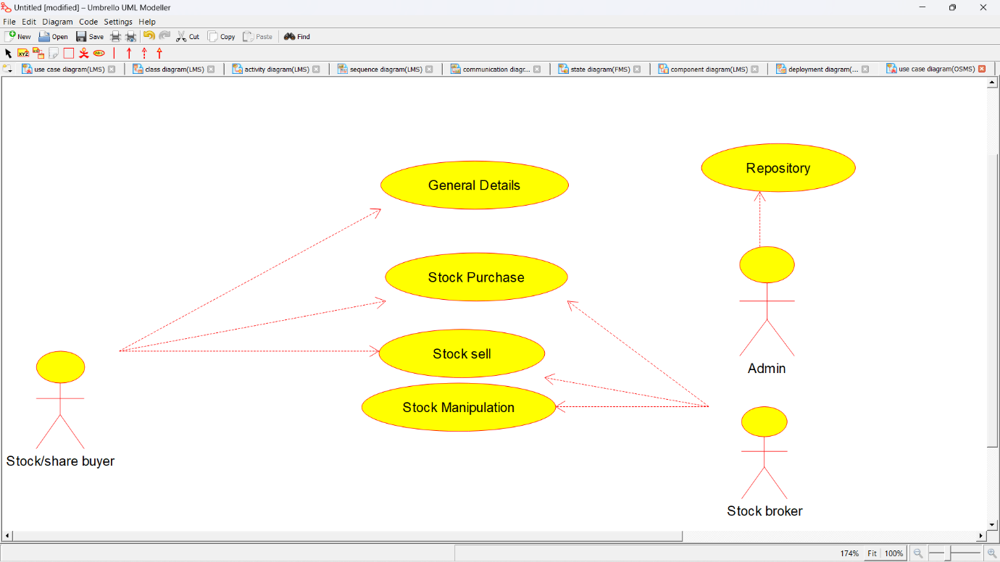 Untitled [modified] – Umbrello UML Modeller
File Edit Diagram Code Settings Help
New Open Save Cut Copy Paste Find
XYZ ABC
use case diagram(LMS) class diagram(LMS) activity diagram(LMS) sequence diagram(LMS) communication diagr... state diagram(FMS) component diagram(LMS) deployment diagram(... use case diagram(OSMS)
Repository
General Details
Stock Purchase
Stock sell
Admin
Stock Manipulation
Stock/share buyer
Stock broker
174% Fit 100%